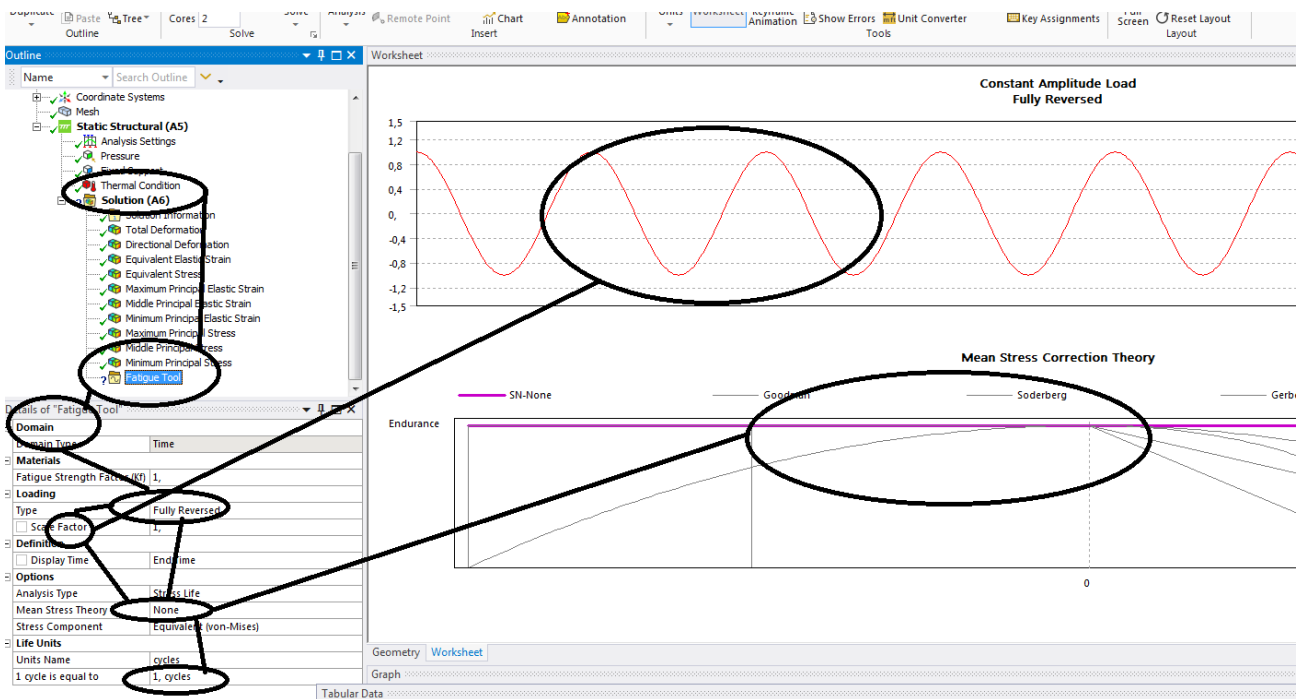 Duplicate Paste Tree Cores 2 Solve Analysis Remote Point Chart Annotation Units Worksheet Keyframe Animation Show Errors Unit Converter Key Assignments Full Screen Reset Layout
Outline Solve Insert Tools Layout
Outline
Name Search Outline
Coordinate Systems
Mesh
Static Structural (A5)
Analysis Settings
Pressure
Fixed Support
Thermal Condition
Solution (A6)
Solution Information
Total Deformation
Directional Deformation
Equivalent Elastic Strain
Equivalent Stress
Maximum Principal Elastic Strain
Middle Principal Elastic Strain
Minimum Principal Elastic Strain
Maximum Principal Stress
Middle Principal Stress
Minimum Principal Stress
? Fatigue Tool
Details of "Fatigue Tool"
Domain
Domain Type Time
Materials
Fatigue Strength Factor (Kf) 1,
Loading
Type Fully Reversed
Scale Factor 1,
Definition
Display Time End Time
Options
Analysis Type Stress Life
Mean Stress Theory None
Stress Component Equivalent (von-Mises)
Life Units
Units Name cycles
1 cycle is equal to 1, cycles
Worksheet
Constant Amplitude Load
Fully Reversed
1,5
1,2
0,8
0,4
0,
-0,4
-0,8
-1,2
-1,5
Mean Stress Correction Theory
SN-None Goodman Soderberg Gerbe
Endurance
0
Geometry Worksheet
Graph
Tabular Data